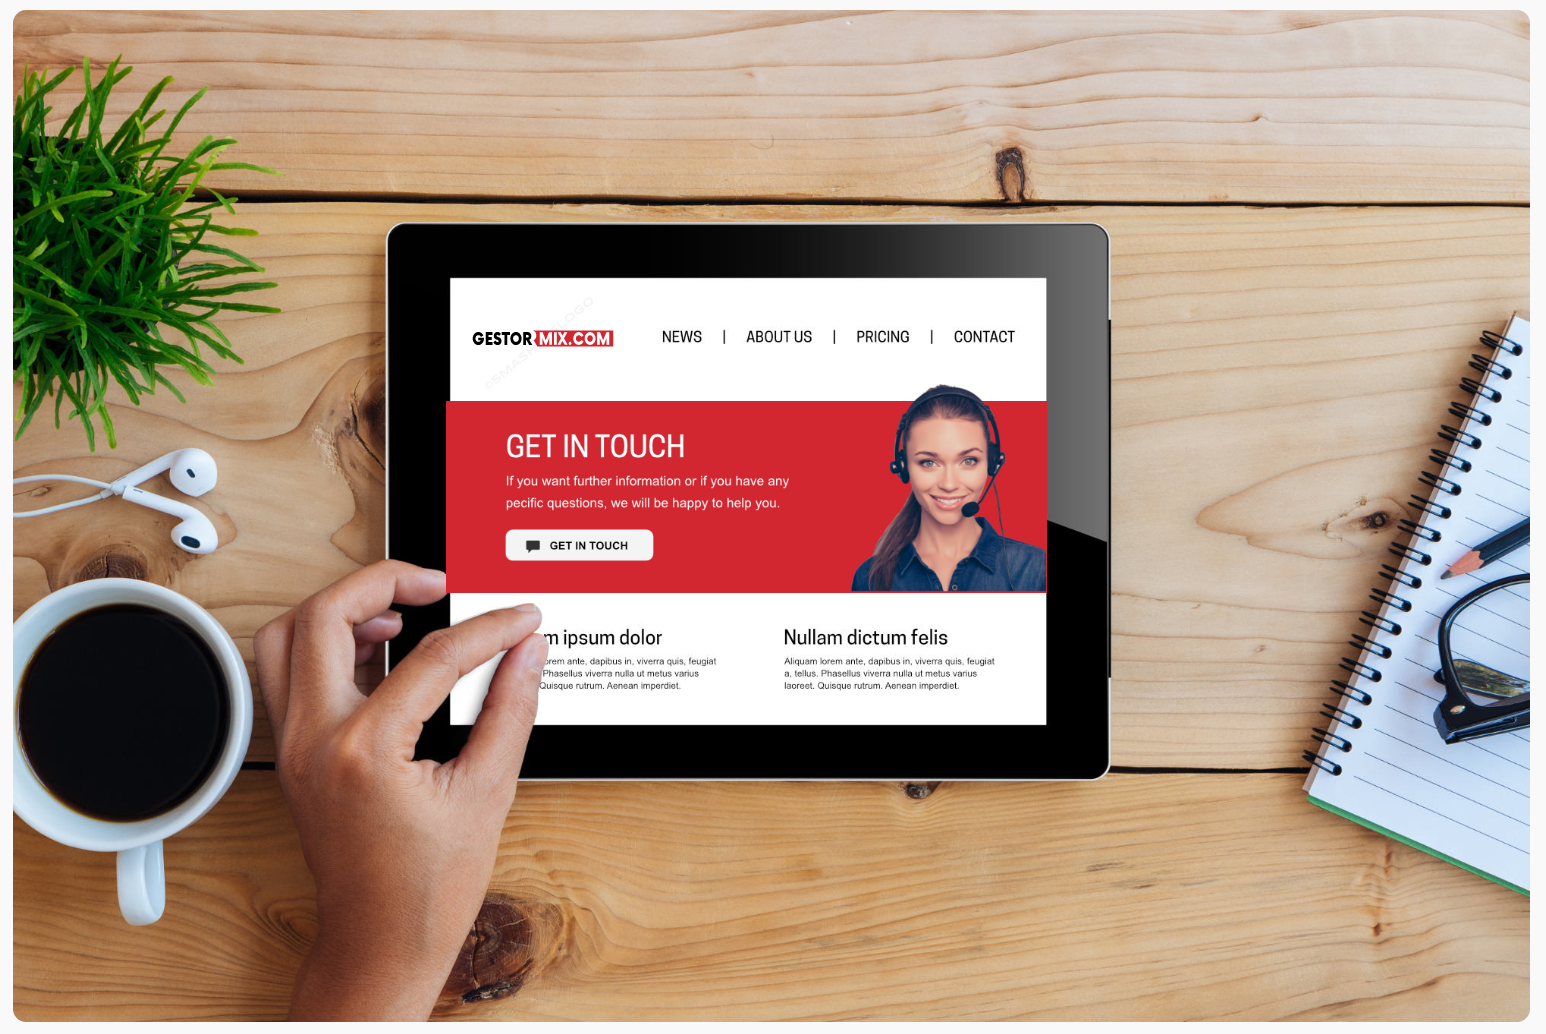 GESTOR MIX.COM
NEWS | ABOUT US | PRICING | CONTACT
GET IN TOUCH
If you want further information or if you have any
pecific questions, we will be happy to help you.
GET IN TOUCH
m ipsum dolor
orem ante, dapibus in, viverra quis, feugiat
Phasellus viverra nulla ut metus varius
Quisque rutrum. Aenean imperdiet.
Nullam dictum felis
Aliquam lorem ante, dapibus in, viverra quis, feugiat
a, tellus. Phasellus viverra nulla ut metus varius
laoreet. Quisque rutrum. Aenean imperdiet.